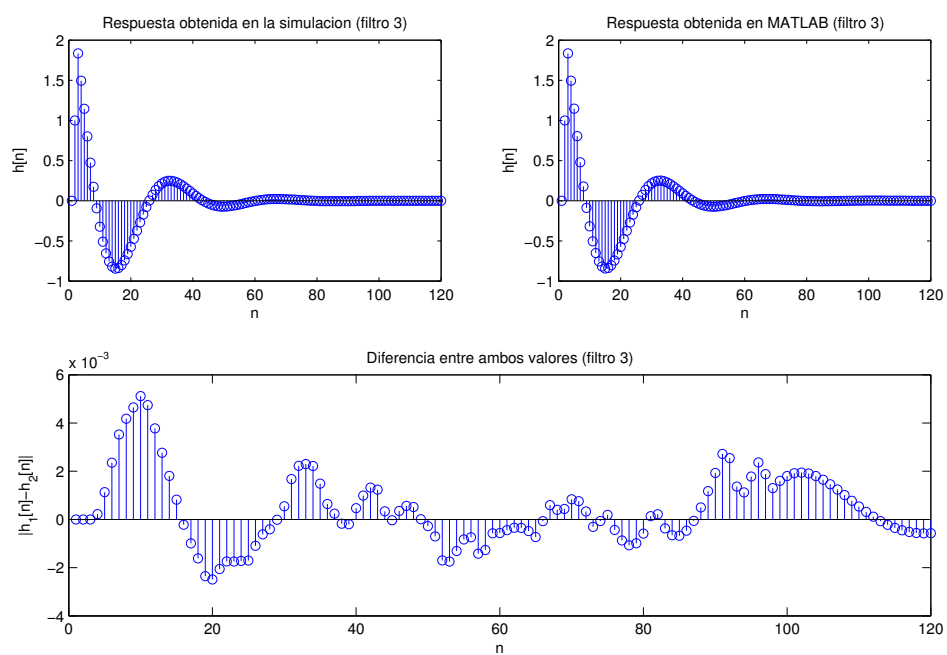 Respuesta obtenida en la simulacion (filtro 3)
2
1.5
1
0.5
0
−0.5
−1
h[n]
0 20 40 60 80 100 120
n
Respuesta obtenida en MATLAB (filtro 3)
2
1.5
1
0.5
0
−0.5
−1
h[n]
0 20 40 60 80 100 120
n
Diferencia entre ambos valores (filtro 3)
x 10⁻³
6
4
2
0
−2
−4
|h₁[n]−h₂[n]|
0 20 40 60 80 100 120
n